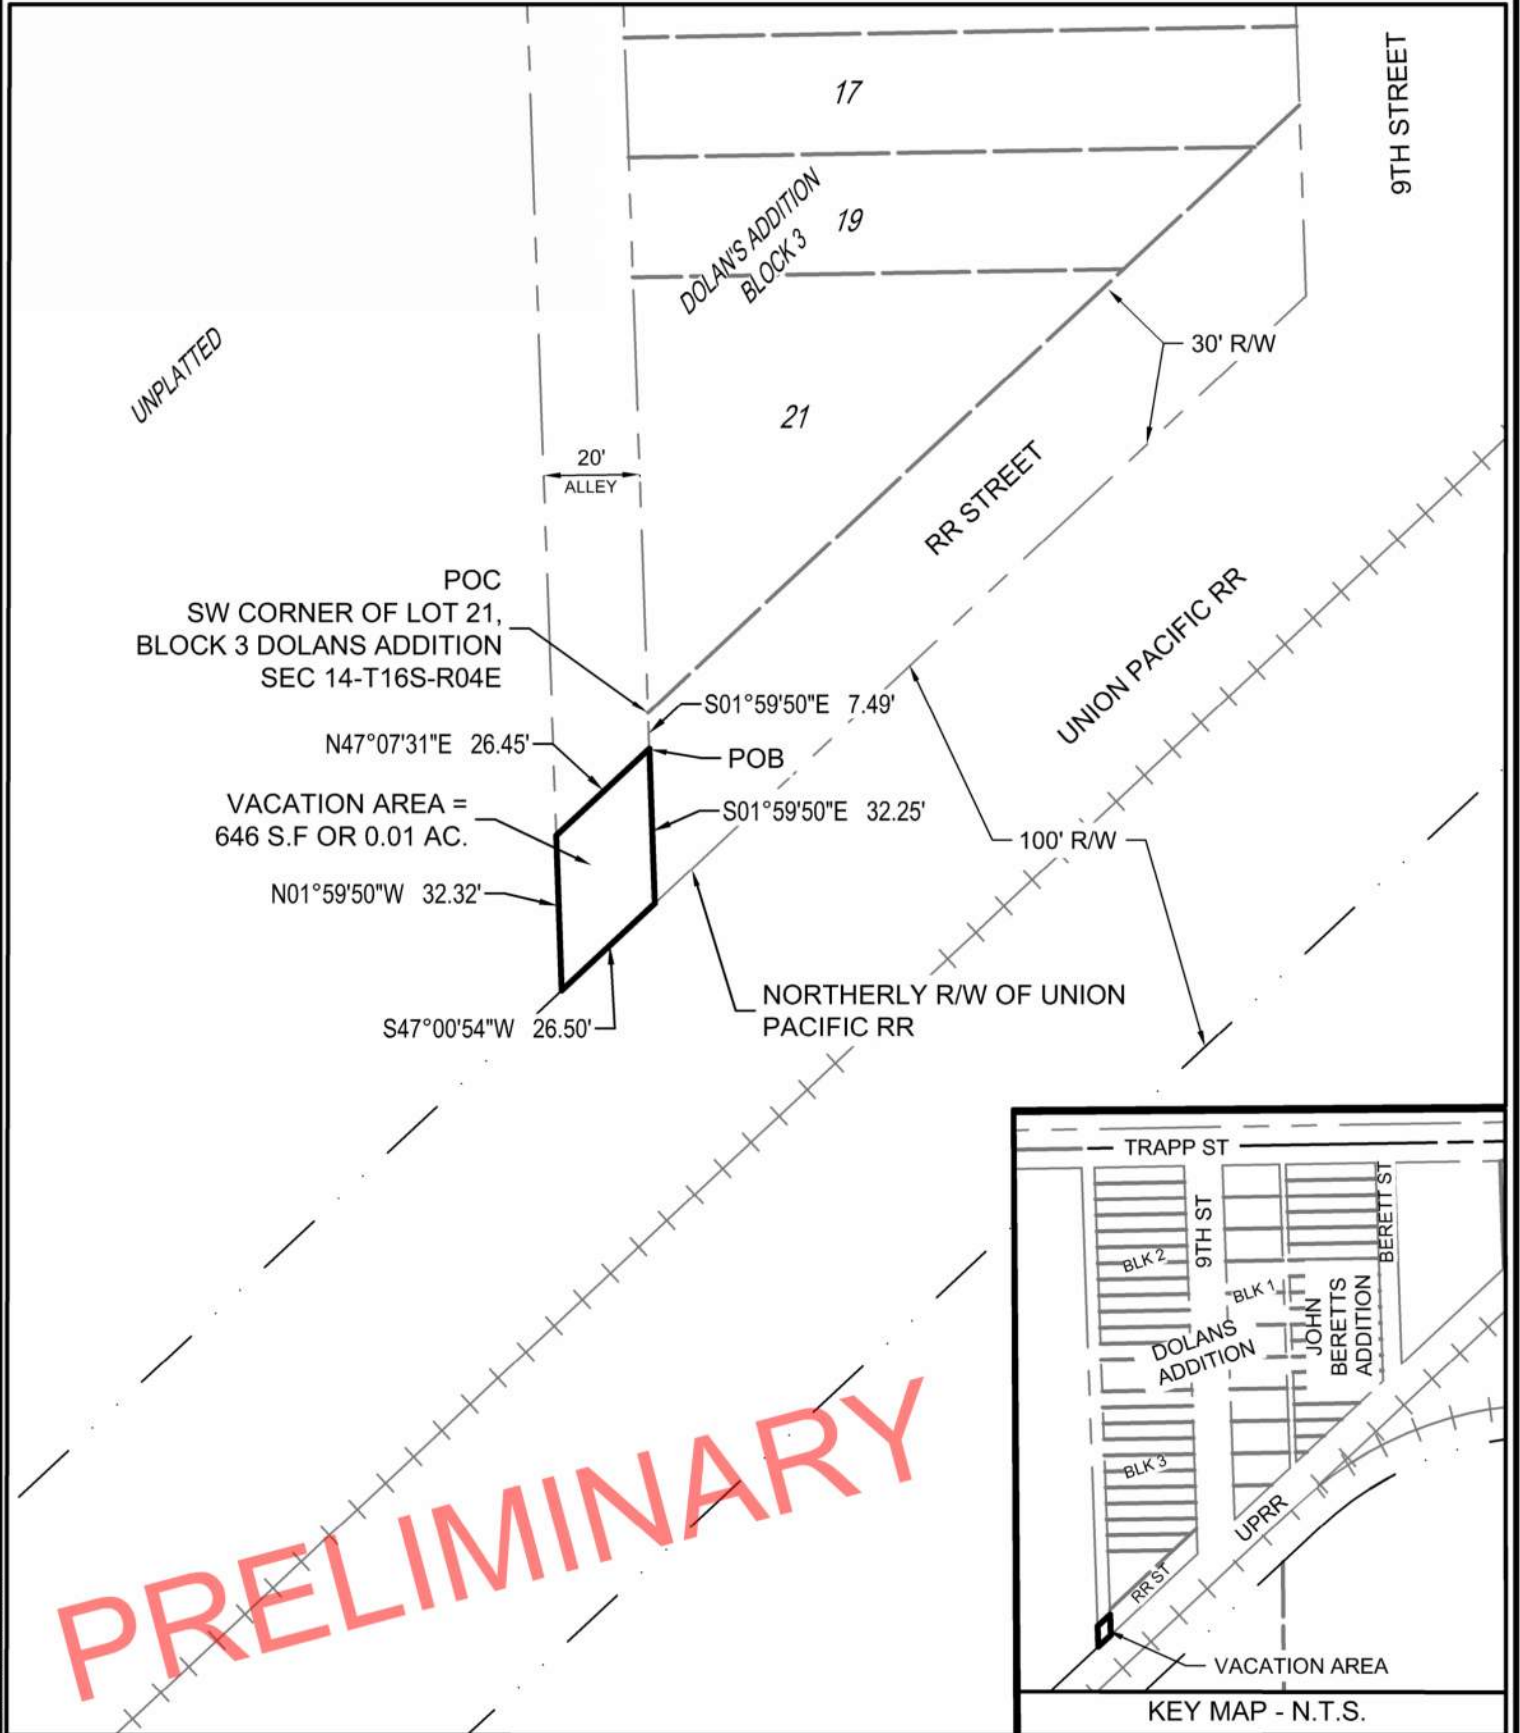 17
9TH STREET
DOLAN'S ADDITION
BLOCK 3
19
UNPLATTED
30' R/W
21
20'
ALLEY
RR STREET
POC
SW CORNER OF LOT 21,
BLOCK 3 DOLANS ADDITION
SEC 14-T16S-R04E
UNION PACIFIC RR
S01°59'50"E 7.49'
N47°07'31"E 26.45'
POB
VACATION AREA =
646 S.F OR 0.01 AC.
S01°59'50"E 32.25'
100' R/W
N01°59'50"W 32.32'
NORTHERLY R/W OF UNION
PACIFIC RR
S47°00'54"W 26.50'
PRELIMINARY
TRAPP ST
9TH ST
BERETT ST
BLK 2
BLK 1
DOLANS
ADDITION
JOHN
BERETTS
ADDITION
BLK 3
UPRR
RR ST
VACATION AREA
KEY MAP - N.T.S.